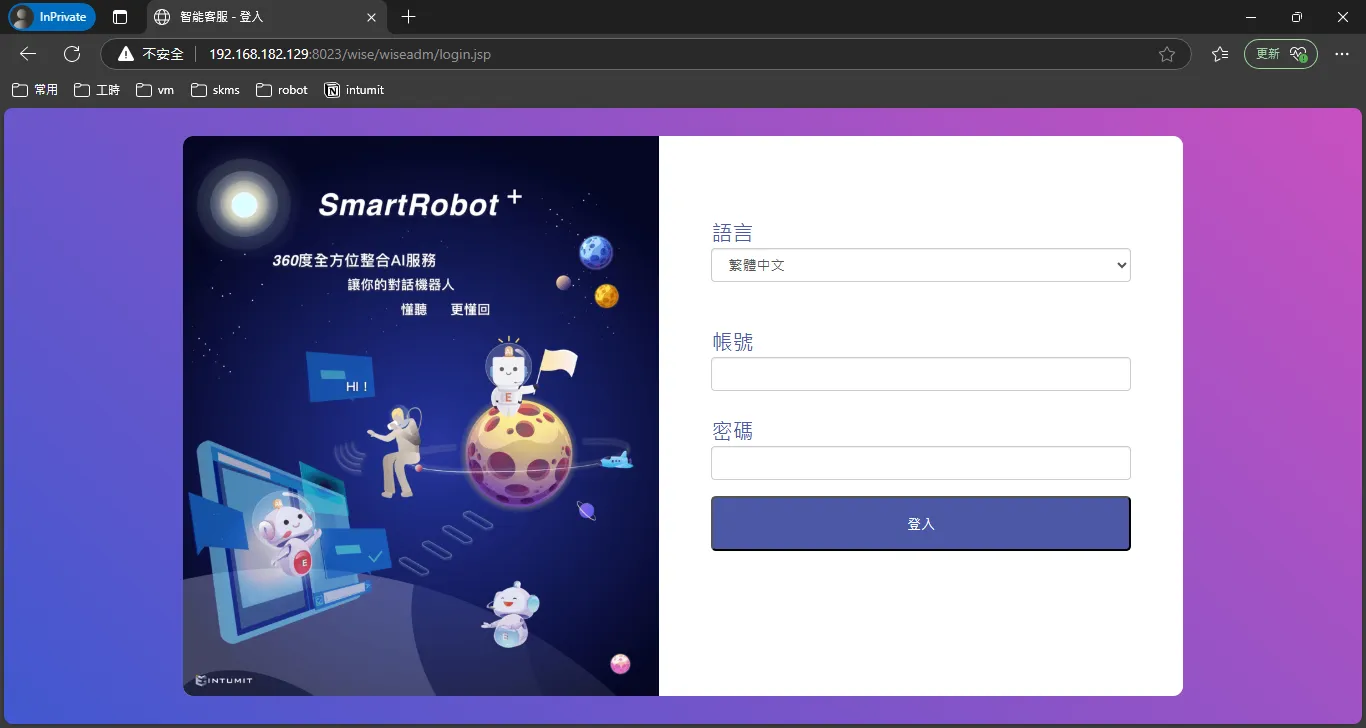 InPrivate
智能客服 - 登入
不安全
192.168.182.129:8023/wise/wiseadm/login.jsp
更新
常用
工時
vm
skms
robot
intumit
SmartRobot +
360度全方位整合AI服務
讓你的對話機器人
懂聽 更懂回
HI !
E
E
E
INTUMIT
語言
繁體中文
帳號
密碼
登入